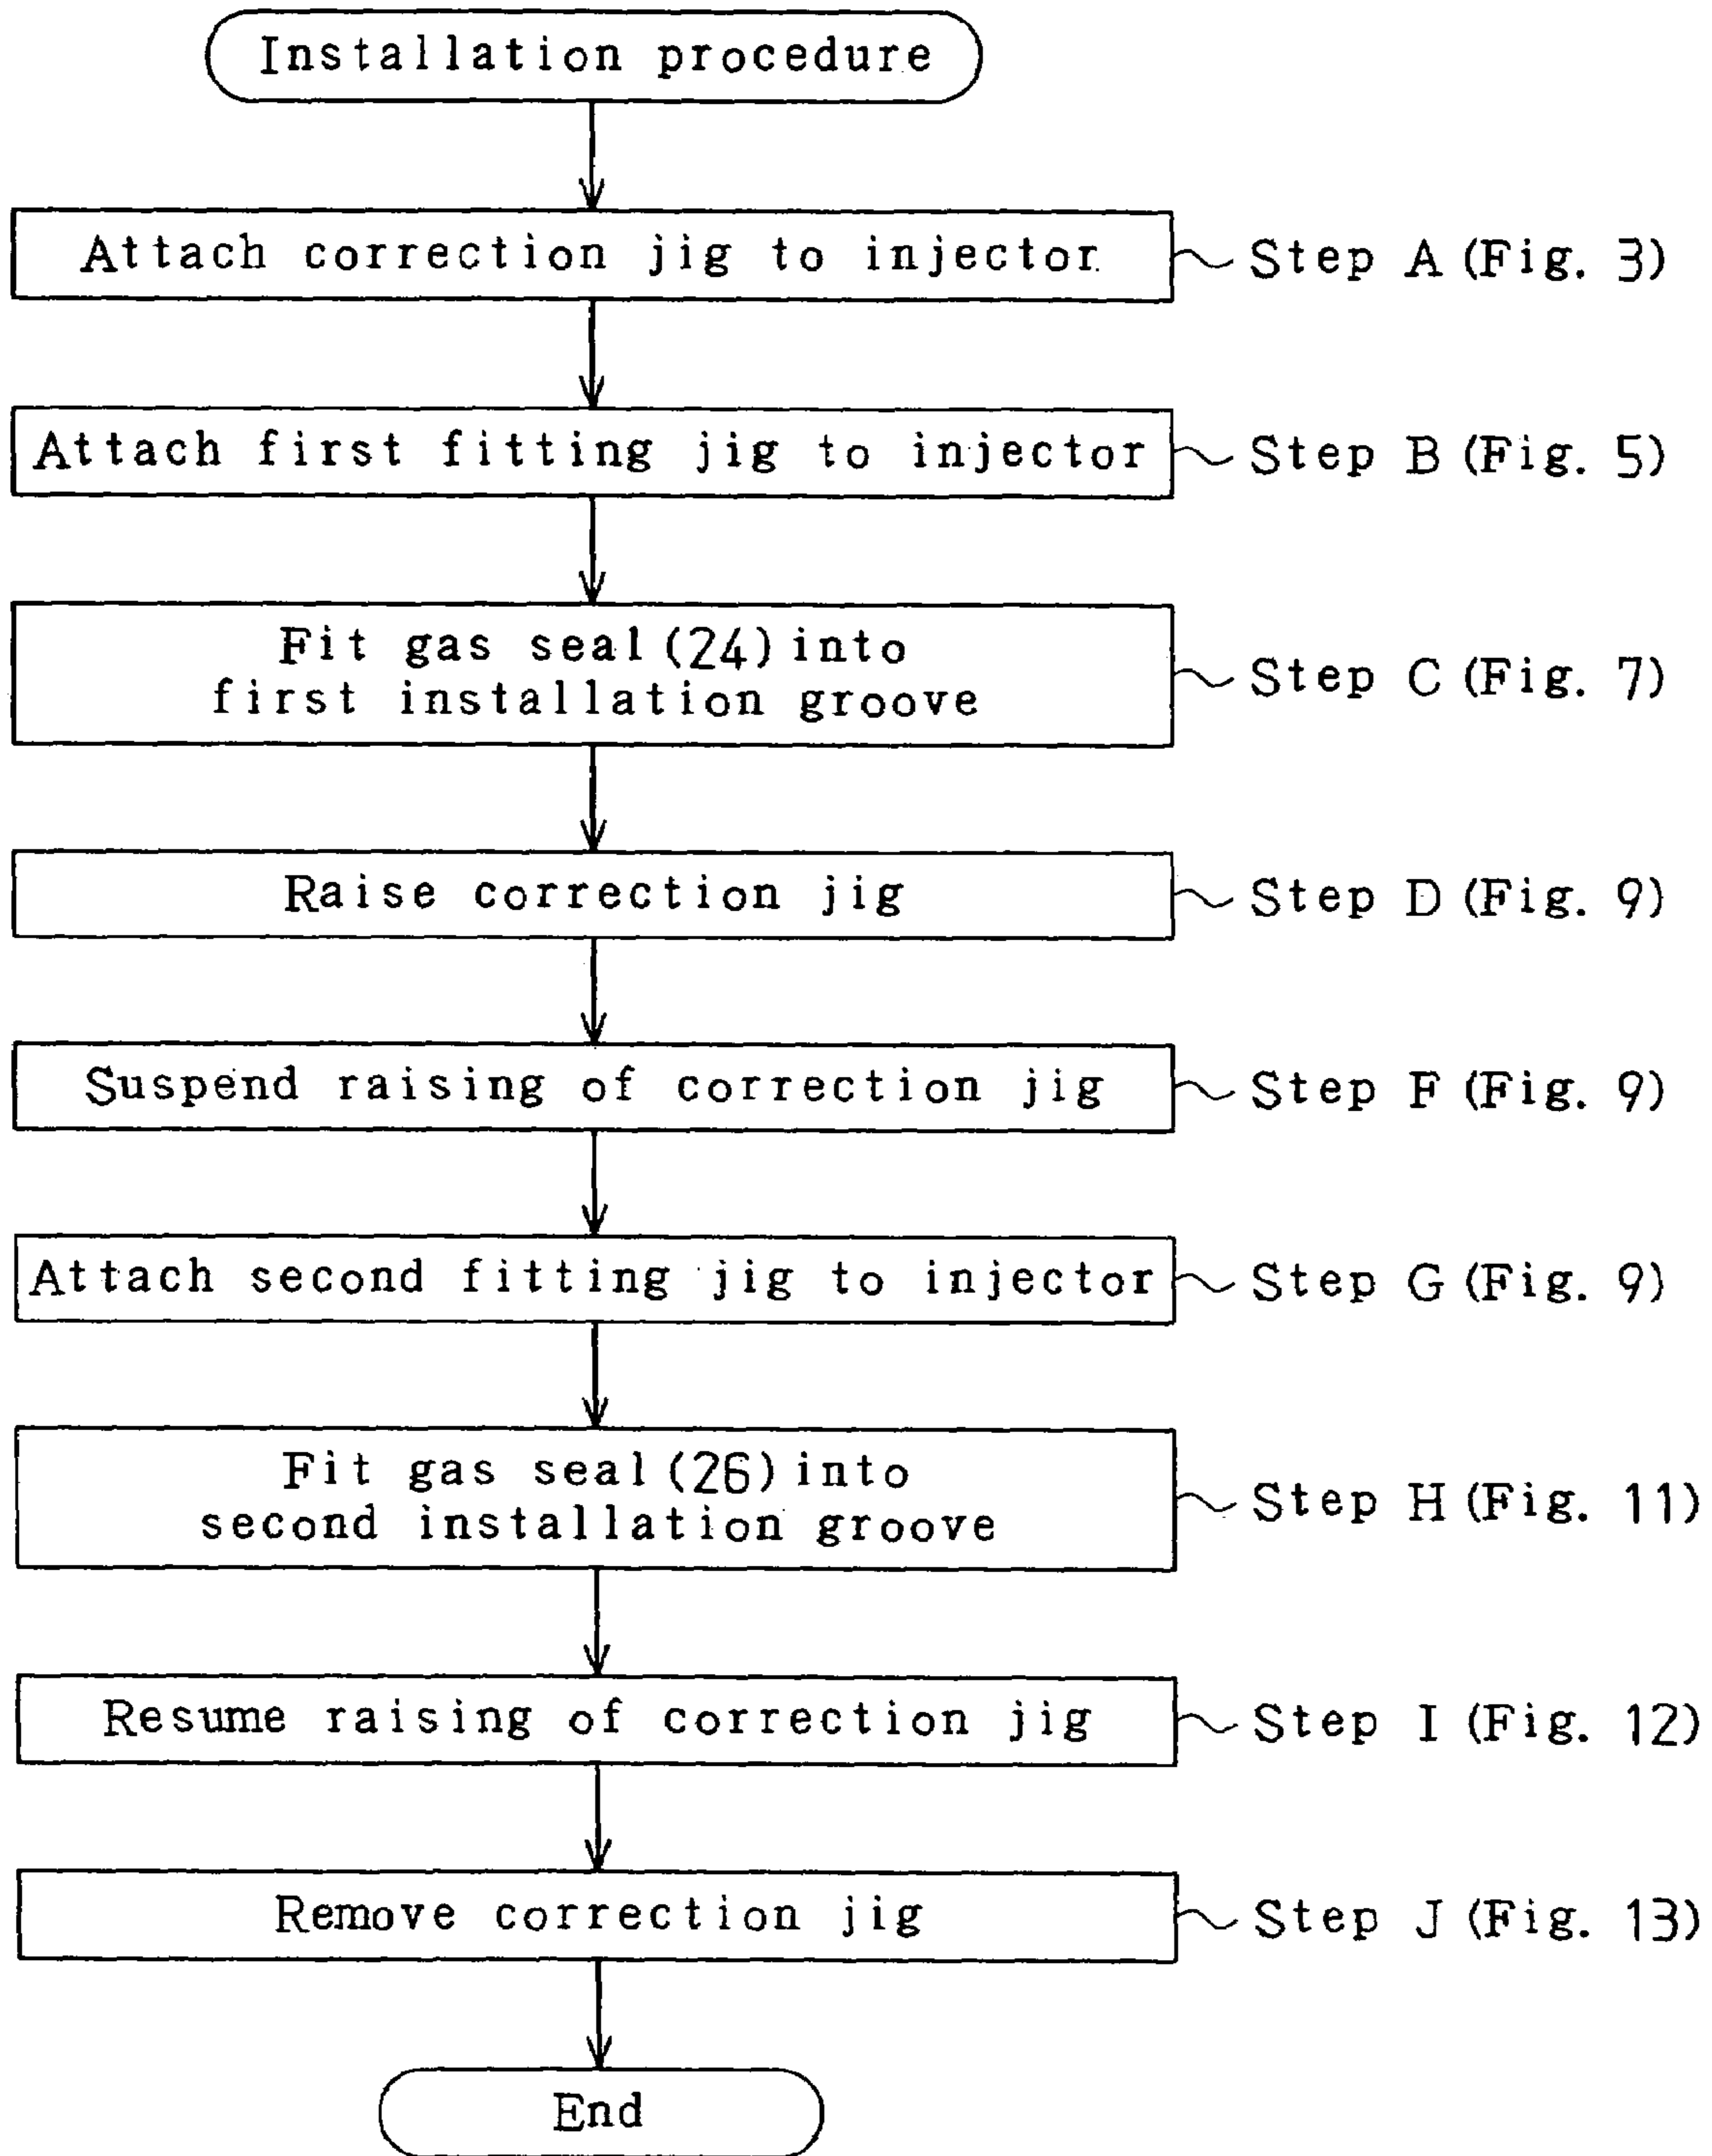 Installation procedure
Attach correction jig to injector
Step A (Fig. 3)
Attach first fitting jig to injector
Step B (Fig. 5)
Fit gas seal (24) into
first installation groove
Step C (Fig. 7)
Raise correction jig
Step D (Fig. 9)
Suspend raising of correction jig
Step F (Fig. 9)
Attach second fitting jig to injector
Step G (Fig. 9)
Fit gas seal (26) into
second installation groove
Step H (Fig. 11)
Resume raising of correction jig
Step I (Fig. 12)
Remove correction jig
Step J (Fig. 13)
End